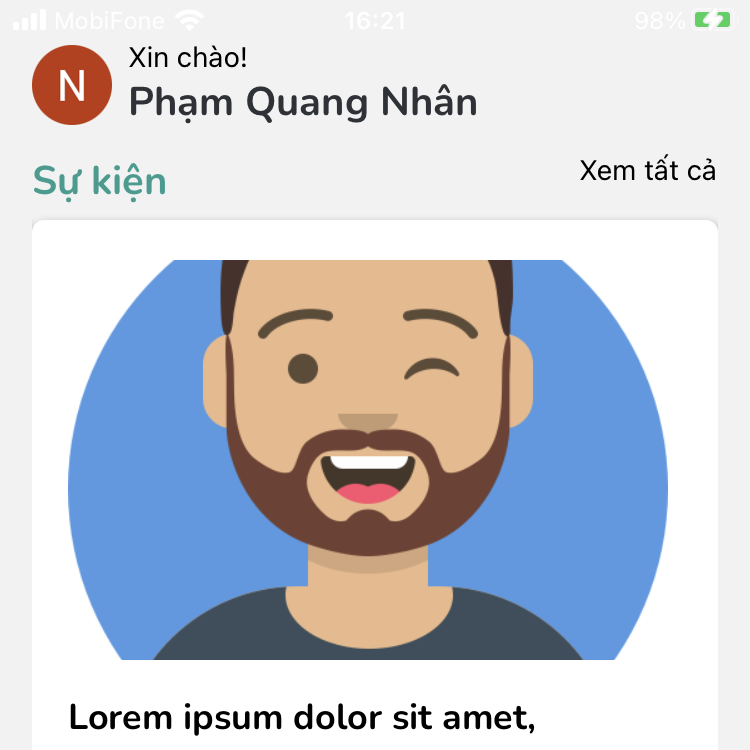 MobiFone 16:21 98%
N
Xin chào!
Phạm Quang Nhân
Sự kiện
Xem tất cả
Lorem ipsum dolor sit amet,